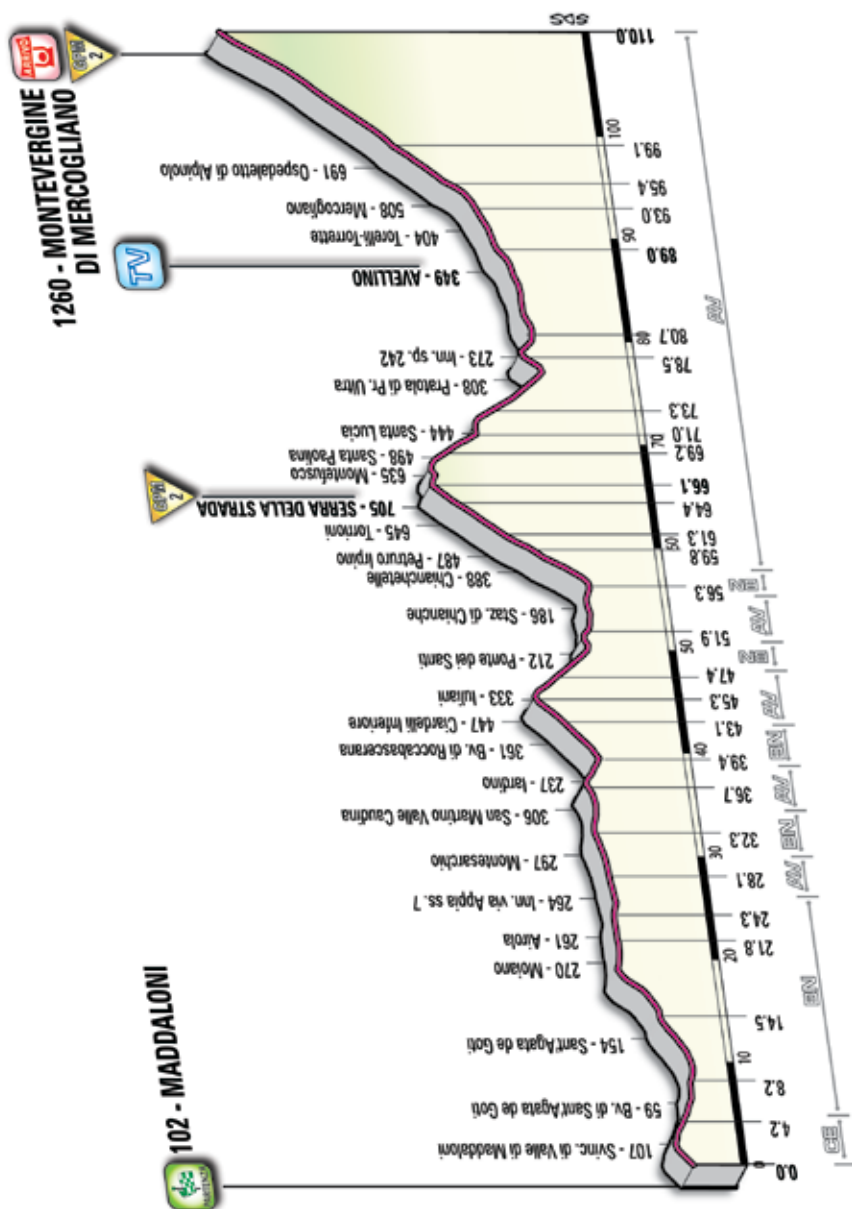 102 - MADDALONI
PARTENZA
107 - Svinc. di Valle di Maddaloni
59 - Bv. di Sant'Agata de Goti
154 - Sant'Agata de Goti
270 - Moiano
261 - Airola
264 - Inn. via Appia ss.7
297 - Montesarchio
306 - San Martino Valle Caudina
237 - Iardino
361 - Bv. di Roccabascerana
447 - Ciardelli Inferiore
333 - Iuliani
212 - Ponte dei Santi
186 - Staz. di Chianche
388 - Chianchetelle
487 - Petruro Irpino
645 - Torrioni
705 - SERRA DELLA STRADA
GPM
2
635 - Montefusco
498 - Santa Paolina
444 - Santa Lucia
308 - Pratola di Pr. Ultra
273 - Inn. sp. 242
349 - AVELLINO
TV
404 - Torelli-Torrette
508 - Mercogliano
691 - Ospedaletto di Alpinolo
1260 - MONTEVERGINE
DI MERCOGLIANO
GPM
2
ARRIVO
SDS
0
10
20
30
40
50
50
70
80
90
100
0.0
4.2
8.2
14.5
21.8
24.3
28.1
32.3
36.7
39.4
43.1
45.3
47.4
51.9
56.3
59.8
61.3
64.4
66.1
69.2
71.0
73.3
78.5
80.7
89.0
93.0
95.4
99.1
110.0
CE
BN
AV
BN
AV
BN
AV
BN
AV
BN
AV